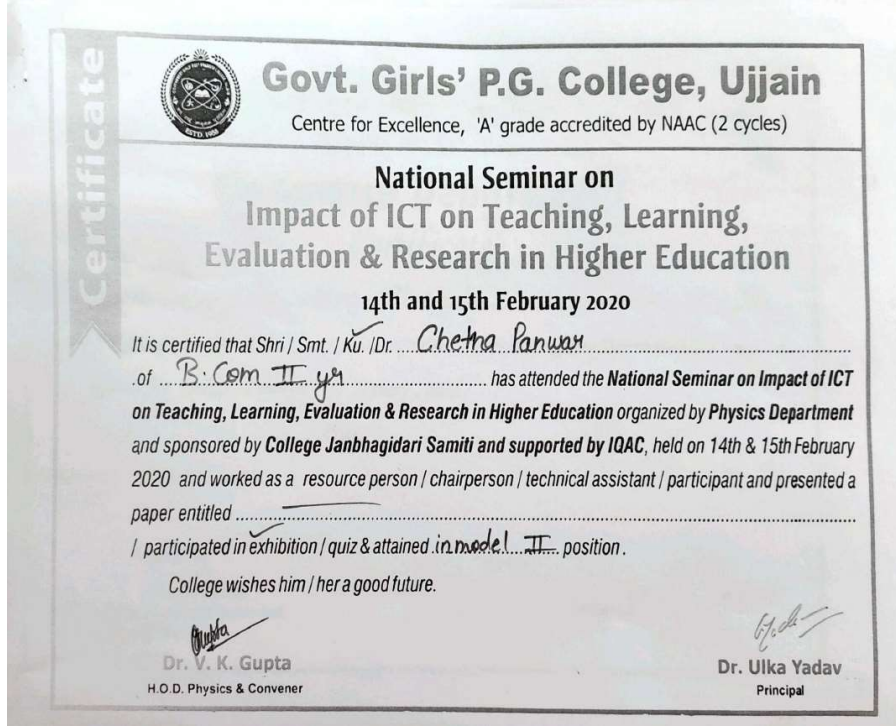 Certificate
ESTD. 1958
Govt. Girls' P.G. College, Ujjain
Centre for Excellence, 'A' grade accredited by NAAC (2 cycles)
National Seminar on
Impact of ICT on Teaching, Learning,
Evaluation & Research in Higher Education
14th and 15th February 2020
It is certified that Shri / Smt. / Ku. /Dr. ....Chetna Panwar....
.of ....B.Com II yr.... has attended the National Seminar on Impact of ICT
on Teaching, Learning, Evaluation & Research in Higher Education organized by Physics Department
and sponsored by College Janbhagidari Samiti and supported by IQAC, held on 14th & 15th February
2020 and worked as a resource person / chairperson / technical assistant / participant and presented a
paper entitled ....
/ participated in exhibition / quiz & attained .in model...II... position .
College wishes him / her a good future.
Dr. V. K. Gupta
H.O.D. Physics & Convener
Dr. Ulka Yadav
Principal